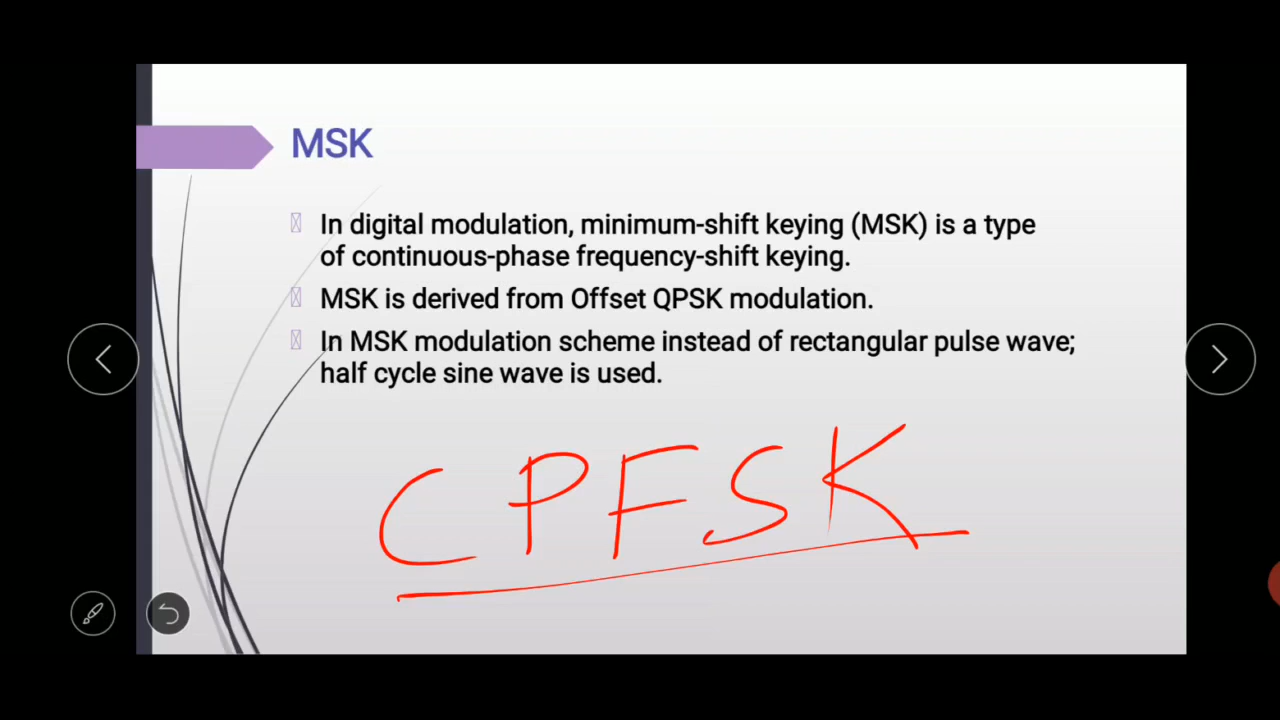 MSK
In digital modulation, minimum-shift keying (MSK) is a type
of continuous-phase frequency-shift keying.
MSK is derived from Offset QPSK modulation.
In MSK modulation scheme instead of rectangular pulse wave;
half cycle sine wave is used.
CPFSK